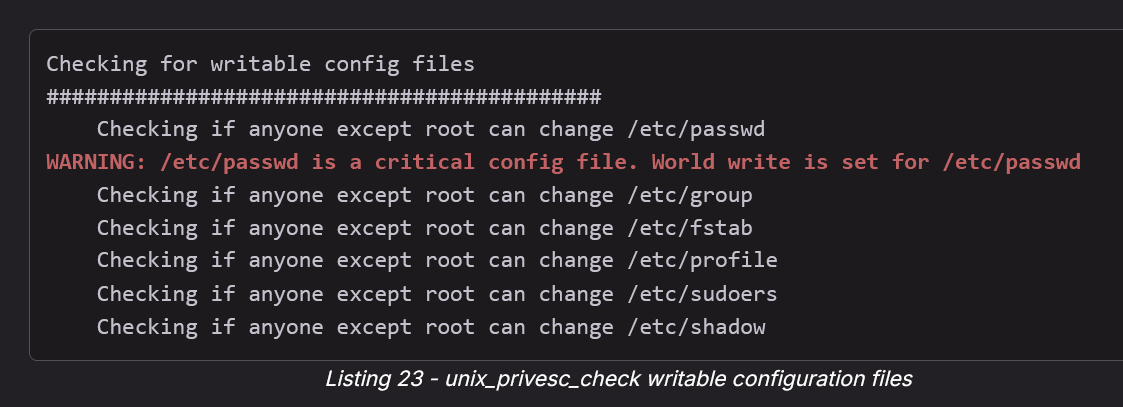 Checking for writable config files
############################################
Checking if anyone except root can change /etc/passwd
WARNING: /etc/passwd is a critical config file. World write is set for /etc/passwd
Checking if anyone except root can change /etc/group
Checking if anyone except root can change /etc/fstab
Checking if anyone except root can change /etc/profile
Checking if anyone except root can change /etc/sudoers
Checking if anyone except root can change /etc/shadow
Listing 23 - unix_privesc_check writable configuration files